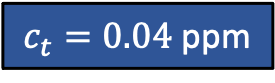 c_t = 0.04 ppm